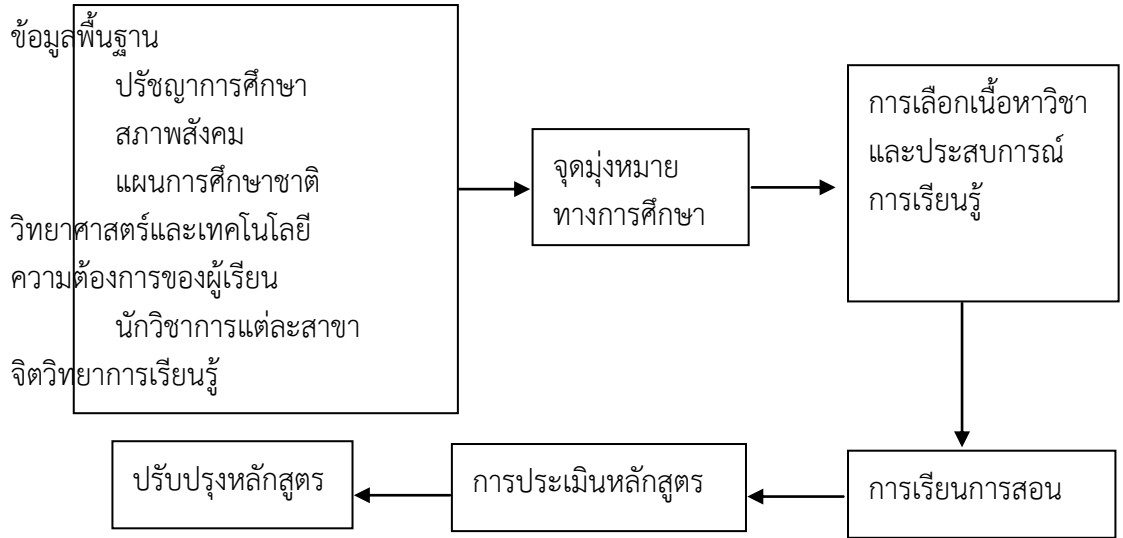 ข้อมูลพื้นฐาน
ปรัชญาการศึกษา
สภาพสังคม
แผนการศึกษาชาติ
วิทยาศาสตร์และเทคโนโลยี
ความต้องการของผู้เรียน
นักวิชาการแต่ละสาขา
จิตวิทยาการเรียนรู้
จุดมุ่งหมาย
ทางการศึกษา
การเลือกเนื้อหาวิชา
และประสบการณ์
การเรียนรู้
การเรียนการสอน
การประเมินหลักสูตร
ปรับปรุงหลักสูตร